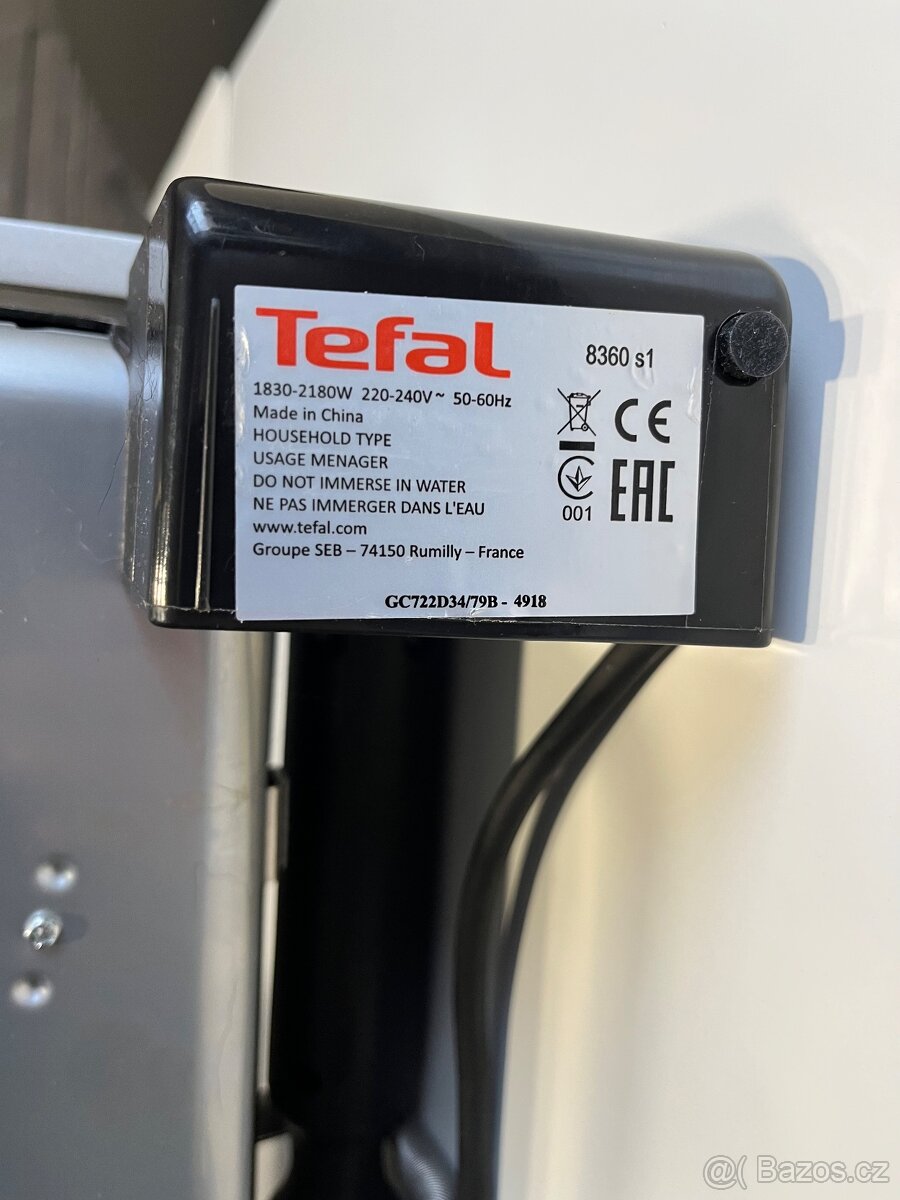 Tefal
8360 s1
1830-2180W 220-240V~ 50-60Hz
Made in China
HOUSEHOLD TYPE
USAGE MENAGER
DO NOT IMMERSE IN WATER
NE PAS IMMERGER DANS L'EAU
www.tefal.com
Groupe SEB – 74150 Rumilly – France
CE
001
EAC
GC722D34/79B - 4918
@( Bazos.cz